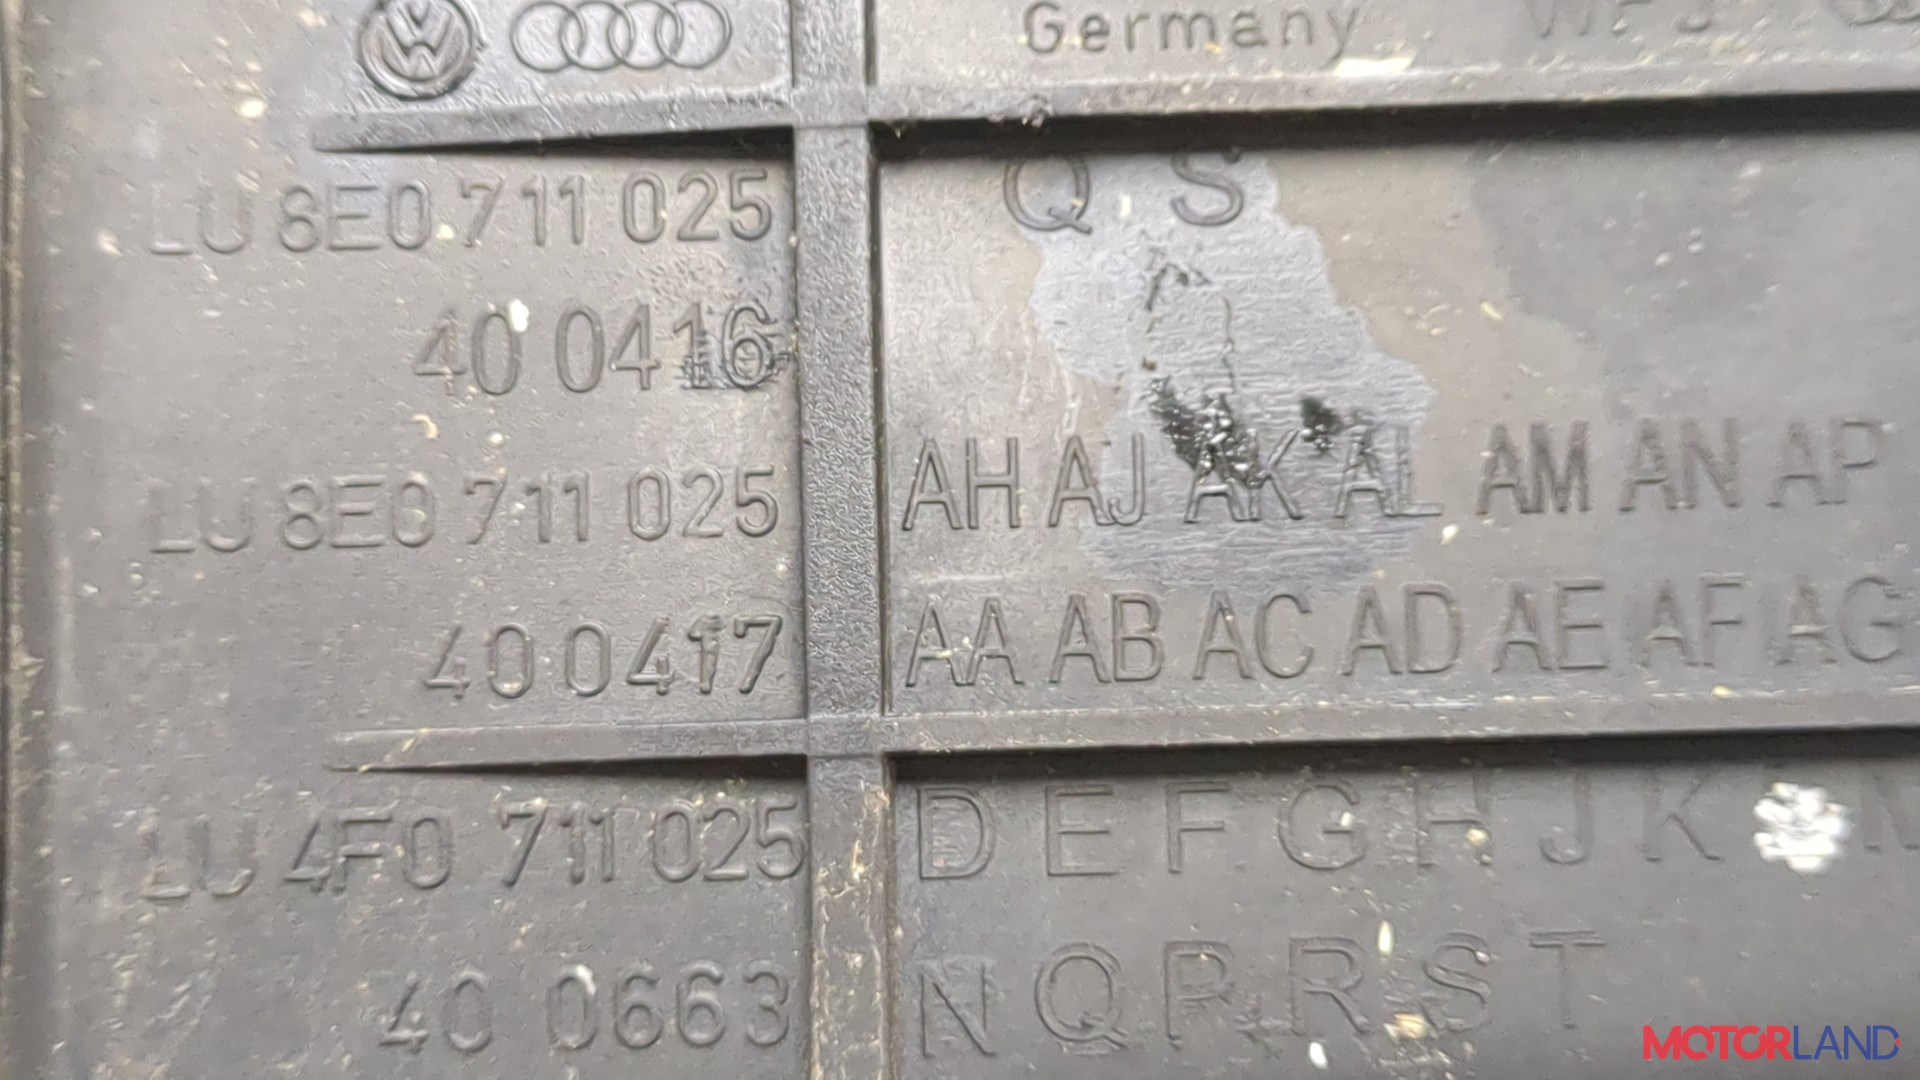 Germany
LU 8E0 711 025 Q S
40 0416
LU 8E0 711 025 AH AJ AK AL AM AN AP
40 0417 AA AB AC AD AE AF AG
LU 4F0 711 025 D E F G H J K M
40 0663 N Q P R S T
MOTORLAND